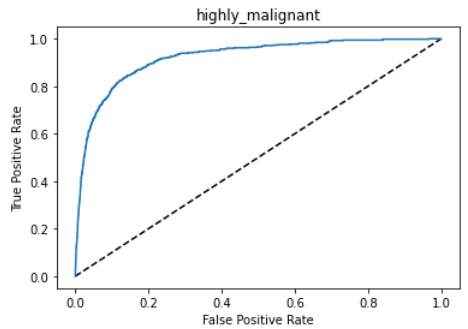 highly_malignant
True Positive Rate
1.0
0.8
0.6
0.4
0.2
0.0
0.0 0.2 0.4 0.6 0.8 1.0
False Positive Rate